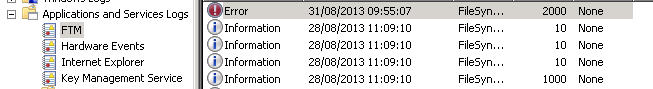 Applications and Services Logs
FTM
Hardware Events
Internet Explorer
Key Management Service
Error 31/08/2013 09:55:07 FileSyn... 2000 None
Information 28/08/2013 11:09:10 FileSyn... 10 None
Information 28/08/2013 11:09:10 FileSyn... 10 None
Information 28/08/2013 11:09:10 FileSyn... 10 None
Information 28/08/2013 11:09:10 FileSyn... 1000 None